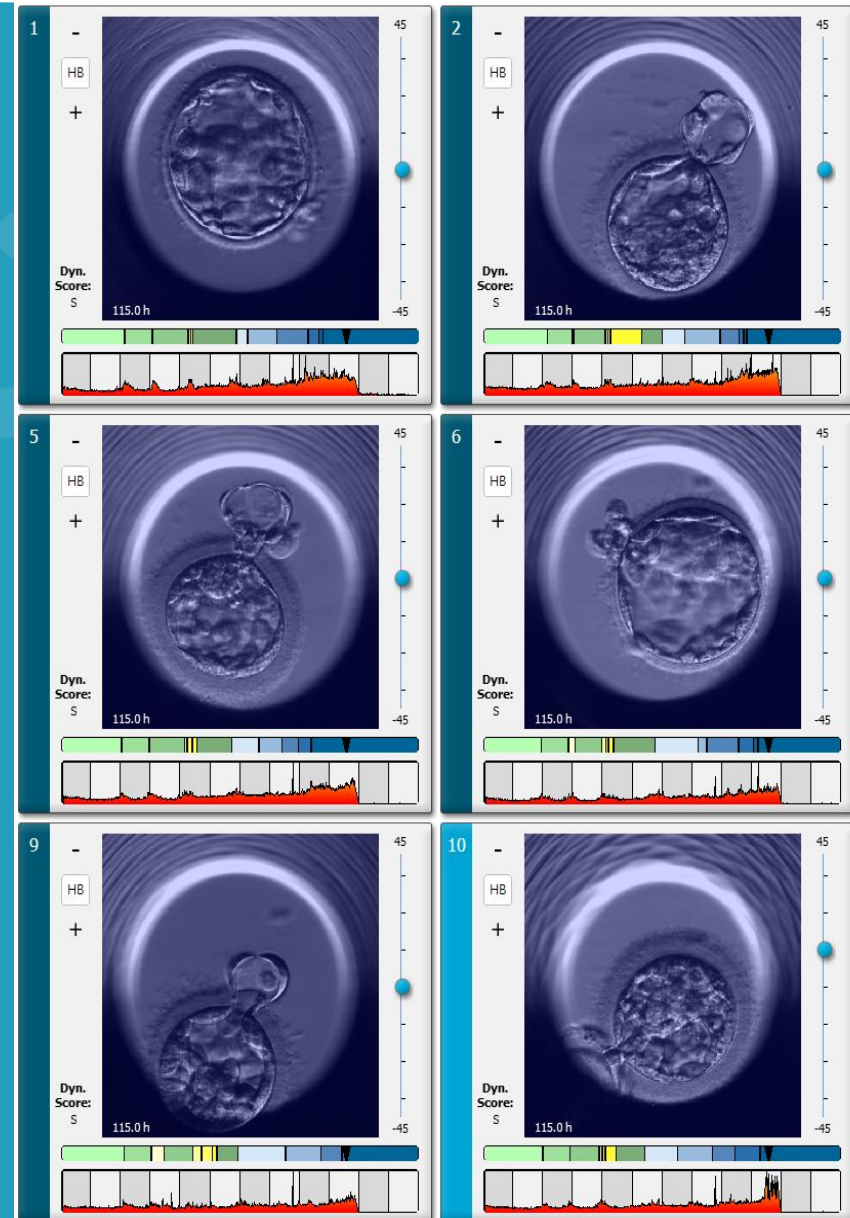 1
-
HB
+
Dyn.
Score:
S
115.0 h
45
-45
2
-
HB
+
Dyn.
Score:
S
115.0 h
45
-45
5
-
HB
+
Dyn.
Score:
S
115.0 h
45
-45
6
-
HB
+
Dyn.
Score:
S
115.0 h
45
-45
9
-
HB
+
Dyn.
Score:
S
115.0 h
45
-45
10
-
HB
+
Dyn.
Score:
S
115.0 h
45
-45